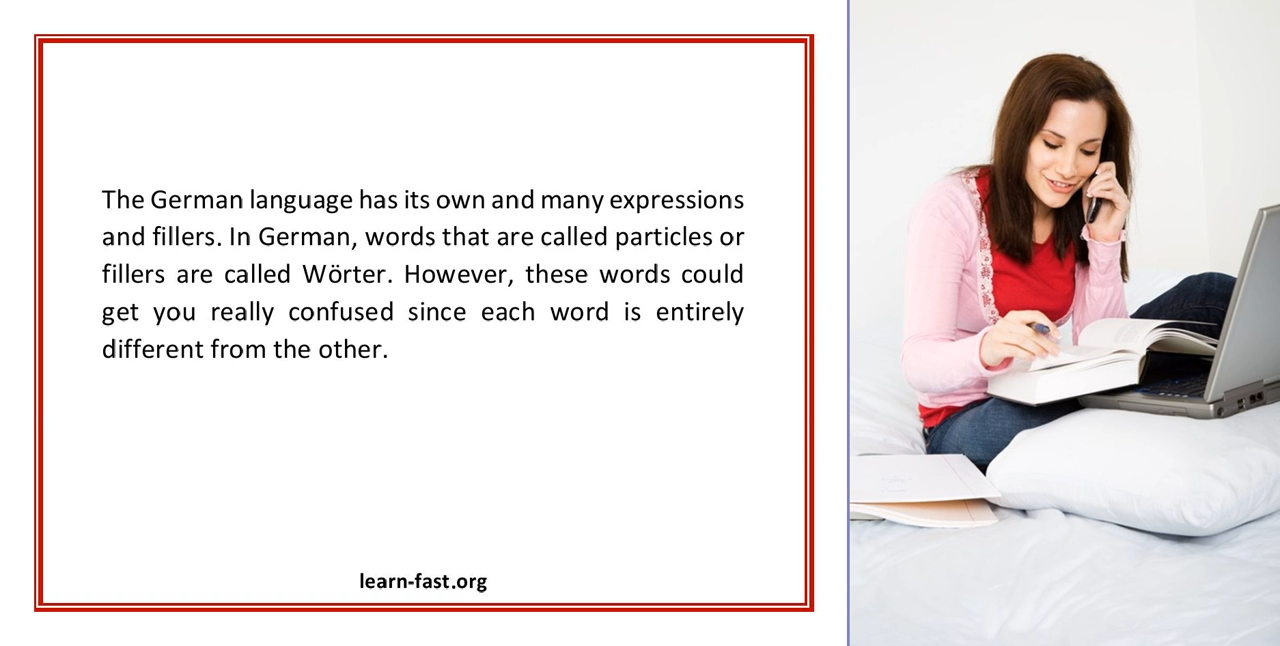 The German language has its own and many expressions
and fillers. In German, words that are called particles or
fillers are called Wörter. However, these words could
get you really confused since each word is entirely
different from the other.
learn-fast.org